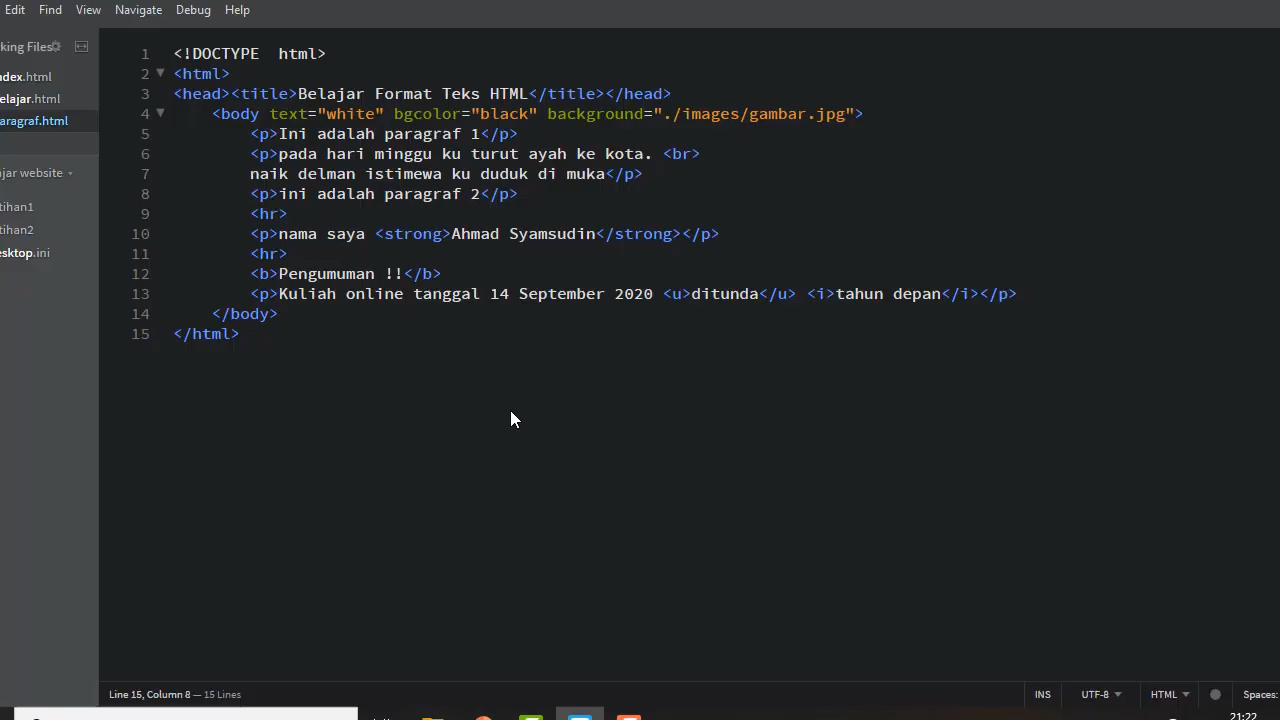 Edit Find View Navigate Debug Help
king Files
ndex.html
elajar.html
aragraf.html
jar website
tihan1
tihan2
esktop.ini
1 <!DOCTYPE  html>
2 <html>
3 <head><title>Belajar Format Teks HTML</title></head>
4 <body text="white" bgcolor="black" background="./images/gambar.jpg">
5 <p>Ini adalah paragraf 1</p>
6 <p>pada hari minggu ku turut ayah ke kota. <br>
7 naik delman istimewa ku duduk di muka</p>
8 <p>ini adalah paragraf 2</p>
9 <hr>
10 <p>nama saya <strong>Ahmad Syamsudin</strong></p>
11 <hr>
12 <b>Pengumuman !!</b>
13 <p>Kuliah online tanggal 14 September 2020 <u>ditunda</u> <i>tahun depan</i></p>
14 </body>
15 </html>
Line 15, Column 8 — 15 Lines
INS UTF-8 HTML Spaces:
21:22